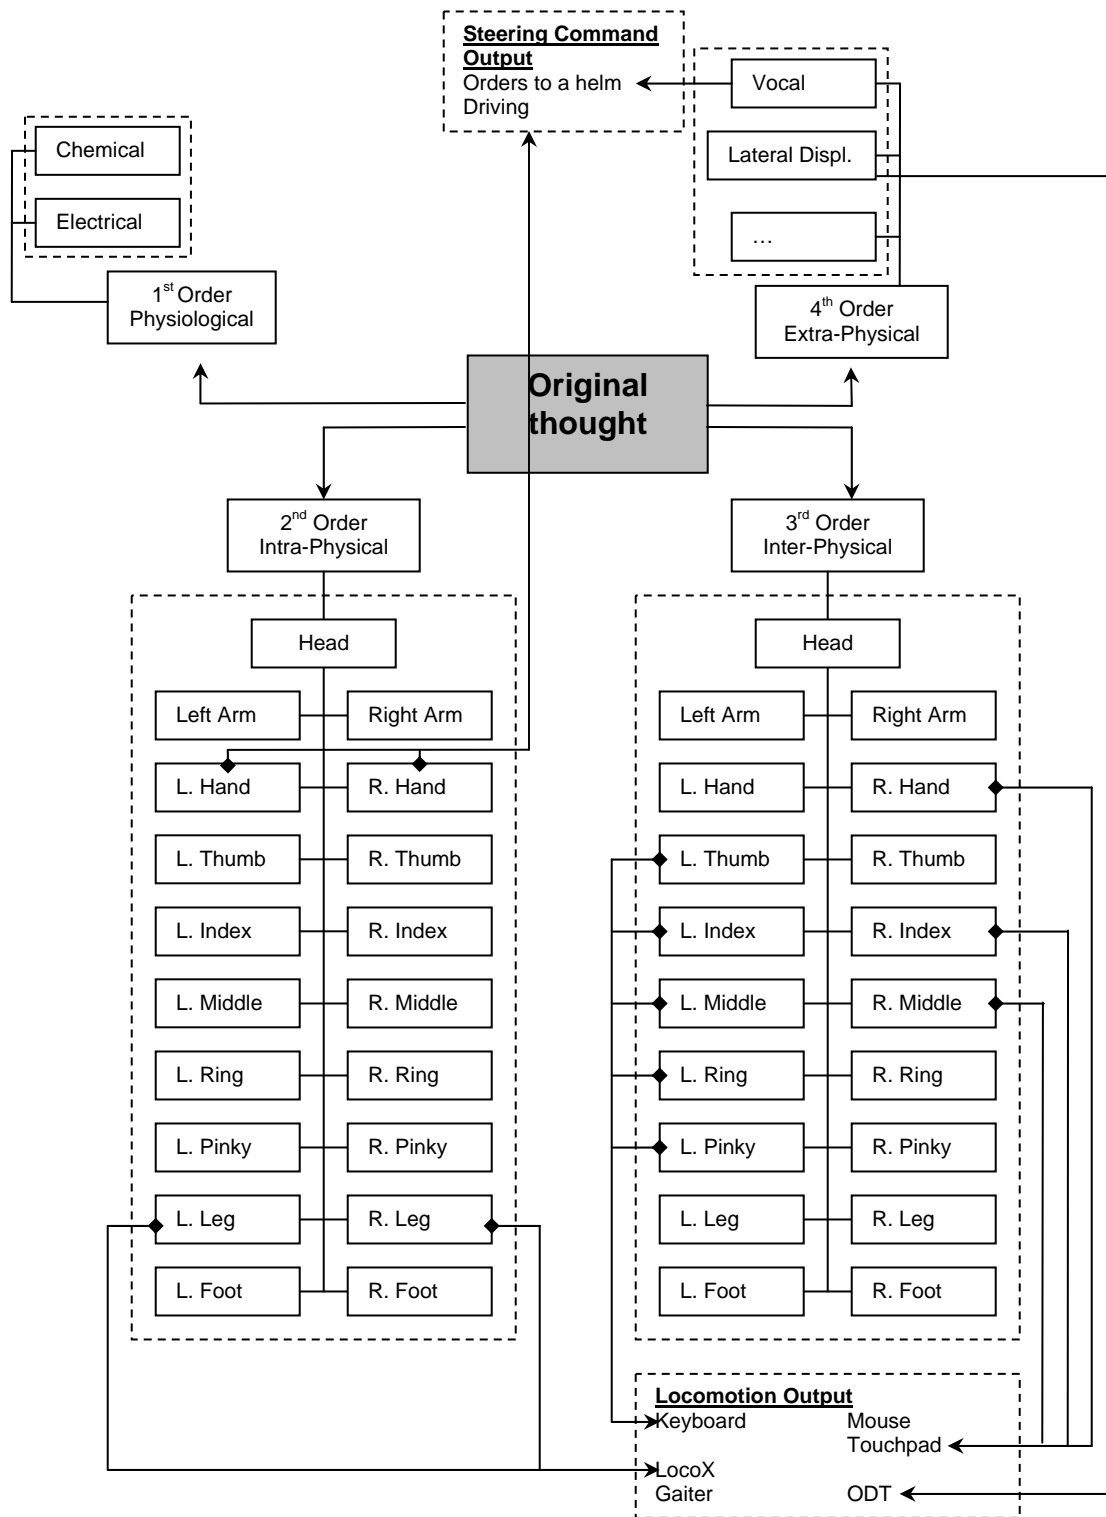 Steering Command
Output
Orders to a helm
Driving
Vocal
Lateral Displ.
…
Chemical
Electrical
1st Order
Physiological
4th Order
Extra-Physical
Original
thought
2nd Order
Intra-Physical
3rd Order
Inter-Physical
Head
Left Arm
Right Arm
L. Hand
R. Hand
L. Thumb
R. Thumb
L. Index
R. Index
L. Middle
R. Middle
L. Ring
R. Ring
L. Pinky
R. Pinky
L. Leg
R. Leg
L. Foot
R. Foot
Head
Left Arm
Right Arm
L. Hand
R. Hand
L. Thumb
R. Thumb
L. Index
R. Index
L. Middle
R. Middle
L. Ring
R. Ring
L. Pinky
R. Pinky
L. Leg
R. Leg
L. Foot
R. Foot
Locomotion Output
Keyboard
Mouse
Touchpad
LocoX
Gaiter
ODT